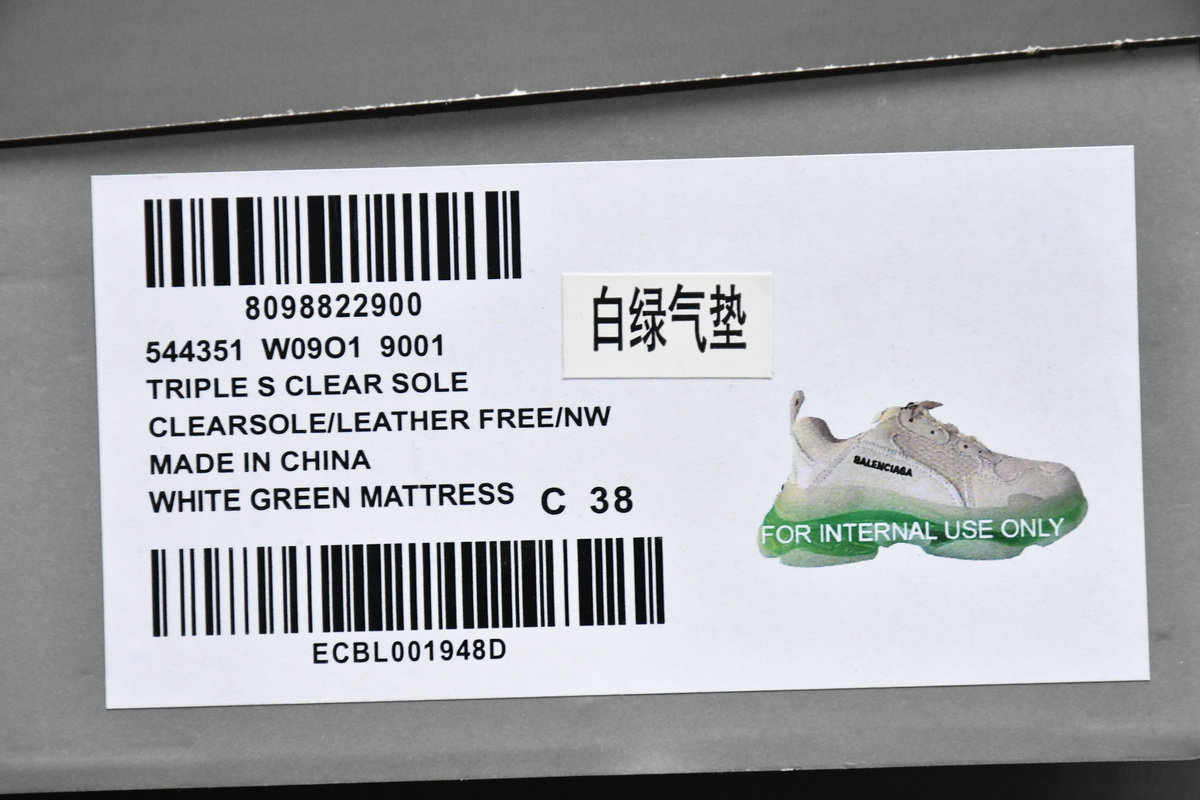 8098822900
544351 W09O1 9001
TRIPLE S CLEAR SOLE
CLEARSOLE/LEATHER FREE/NW
MADE IN CHINA
WHITE GREEN MATTRESS C 38
ECBL001948D
白绿气垫
BALENCIAGA
FOR INTERNAL USE ONLY